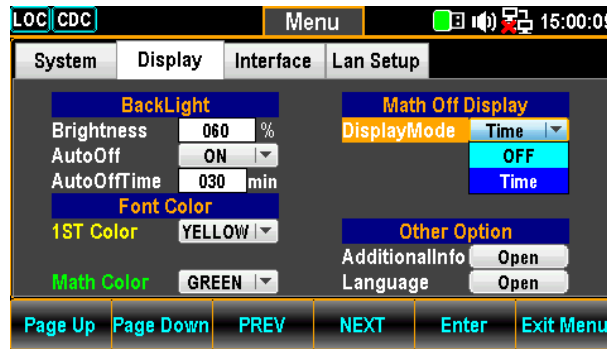 LOC CDC Menu 15:00:09
System Display Interface Lan Setup
BackLight
Brightness 060 %
AutoOff ON
AutoOffTime 030 min
Font Color
1ST Color YELLOW
Math Color GREEN
Math Off Display
DisplayMode Time
OFF
Time
Other Option
AdditionalInfo Open
Language Open
Page Up Page Down PREV NEXT Enter Exit Menu